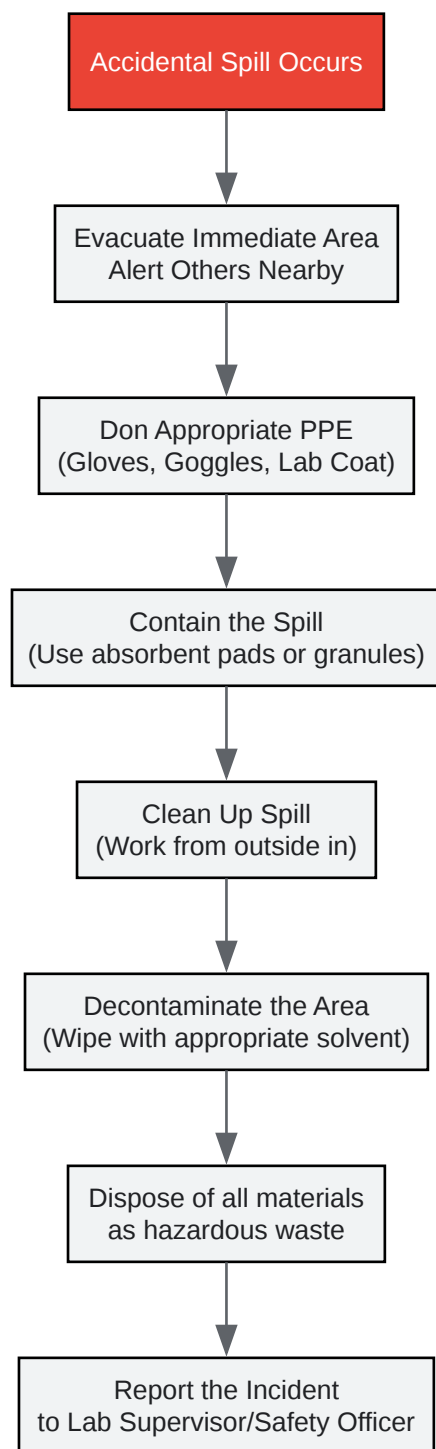 Accidental Spill Occurs
Evacuate Immediate Area
Alert Others Nearby
Don Appropriate PPE
(Gloves, Goggles, Lab Coat)
Contain the Spill
(Use absorbent pads or granules)
Clean Up Spill
(Work from outside in)
Decontaminate the Area
(Wipe with appropriate solvent)
Dispose of all materials
as hazardous waste
Report the Incident
to Lab Supervisor/Safety Officer